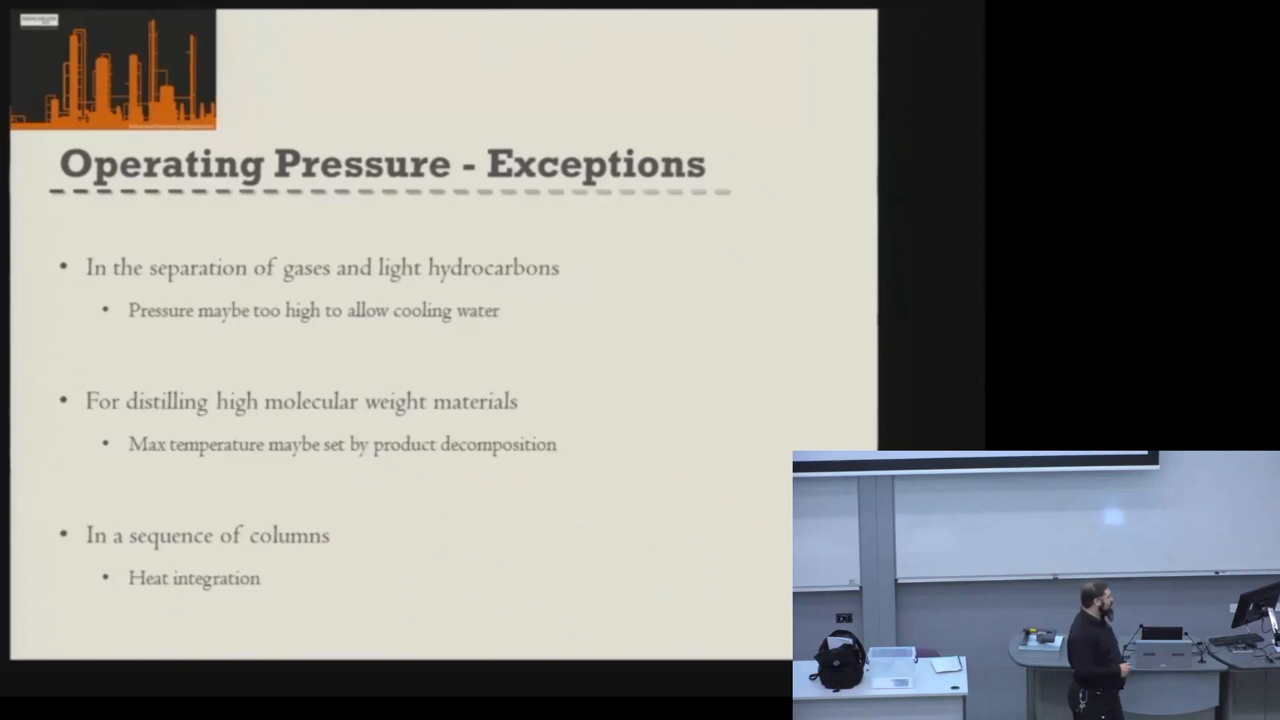 Operating Pressure - Exceptions
• In the separation of gases and light hydrocarbons
• Pressure maybe too high to allow cooling water
• For distilling high molecular weight materials
• Max temperature maybe set by product decomposition
• In a sequence of columns
• Heat integration